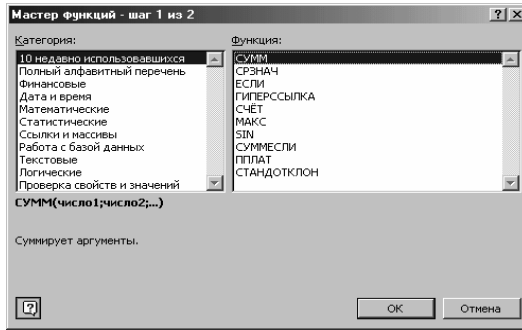 Мастер функций - шаг 1 из 2
Категория:
10 недавно использовавшихся
Полный алфавитный перечень
Финансовые
Дата и время
Математические
Статистические
Ссылки и массивы
Работа с базой данных
Текстовые
Логические
Проверка свойств и значений
Функция:
СУММ
СРЗНАЧ
ЕСЛИ
ГИПЕРССЫЛКА
СЧЁТ
МАКС
SIN
СУММЕСЛИ
ППЛАТ
СТАНДОТКЛОН
СУММ(число1;число2;...)
Суммирует аргументы.
ОК
Отмена